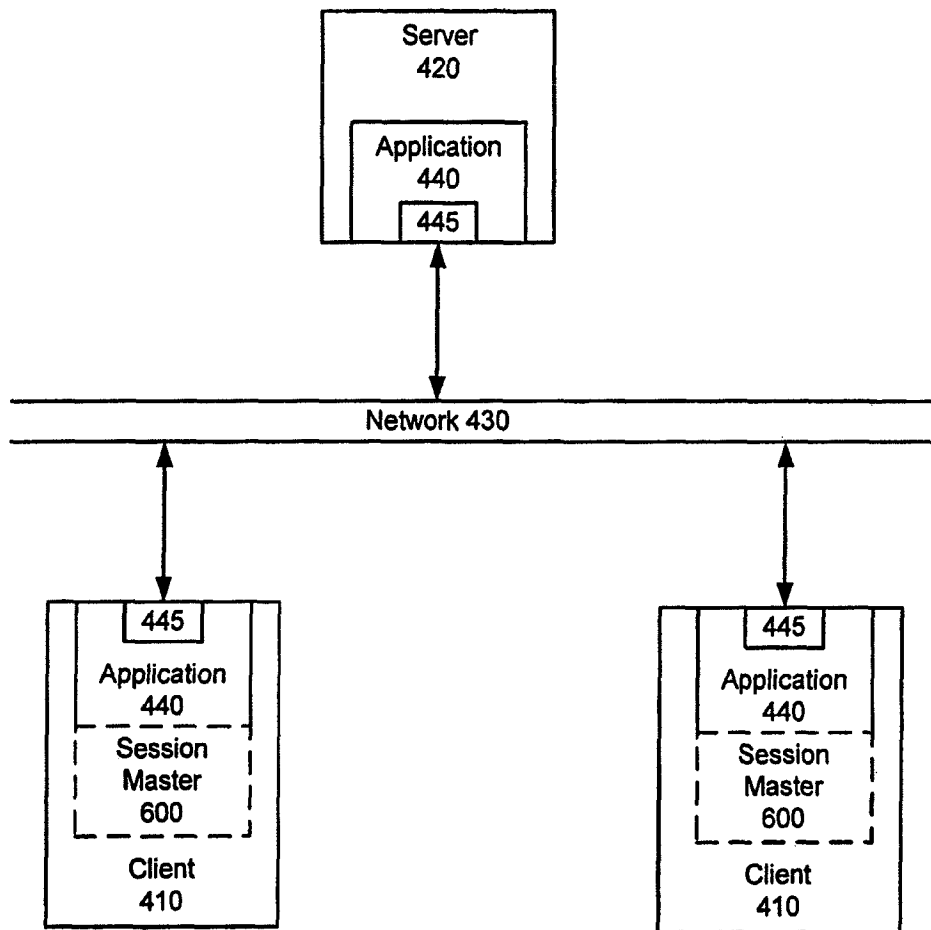 Server
420
Application
440
445
Network 430
445
Application
440
Session
Master
600
Client
410
445
Application
440
Session
Master
600
Client
410